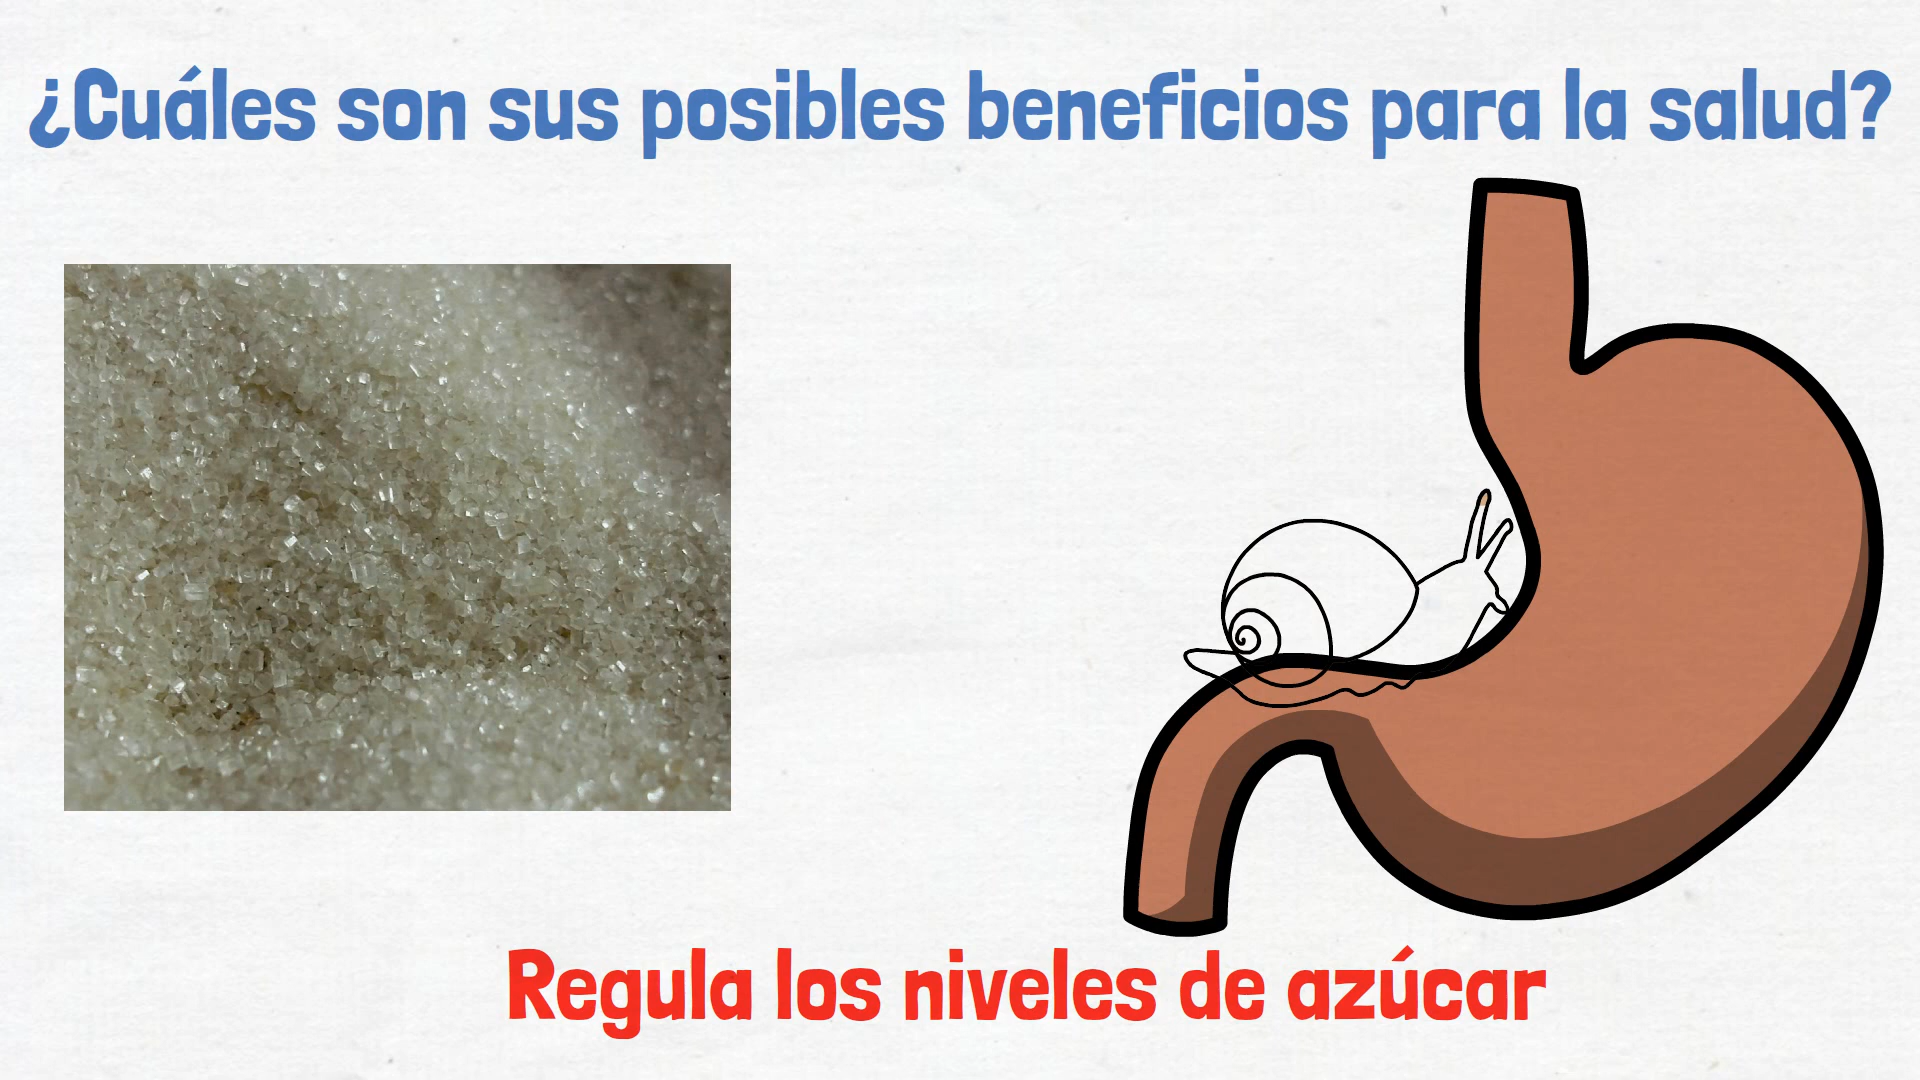 ¿Cuáles son sus posibles beneficios para la salud?
Regula los niveles de azúcar